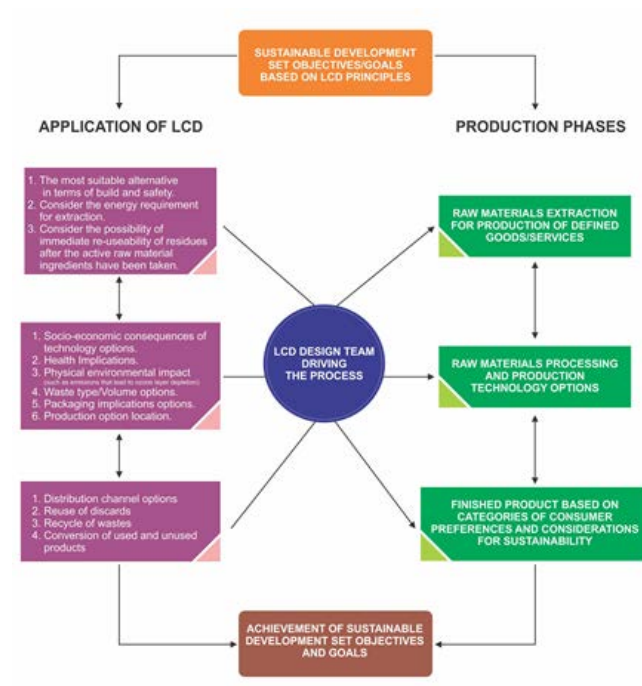 SUSTAINABLE DEVELOPMENT
SET OBJECTIVES/GOALS
BASED ON LCD PRINCIPLES
APPLICATION OF LCD
PRODUCTION PHASES
1. The most suitable alternative
in terms of build and safety.
2. Consider the energy requirement
for extraction.
3. Consider the possibility of
immediate re-useability of residues
after the active raw material
ingredients have been taken.
RAW MATERIALS EXTRACTION
FOR PRODUCTION OF DEFINED
GOODS/SERVICES
1. Socio-economic consequences of
technology options.
2. Health Implications.
3. Physical environmental impact
(such as emissions that lead to ozone layer depletion).
4. Waste type/Volume options.
5. Packaging implications options.
6. Production option location.
LCD DESIGN TEAM
DRIVING
THE PROCESS
RAW MATERIALS PROCESSING
AND PRODUCTION
TECHNOLOGY OPTIONS
1. Distribution channel options
2. Reuse of discards
3. Recycle of wastes
4. Conversion of used and unused
products
FINISHED PRODUCT BASED ON
CATEGORIES OF CONSUMER
PREFERENCES AND CONSIDERATIONS
FOR SUSTAINABILITY
ACHIEVEMENT OF SUSTAINABLE
DEVELOPMENT SET OBJECTIVES
AND GOALS